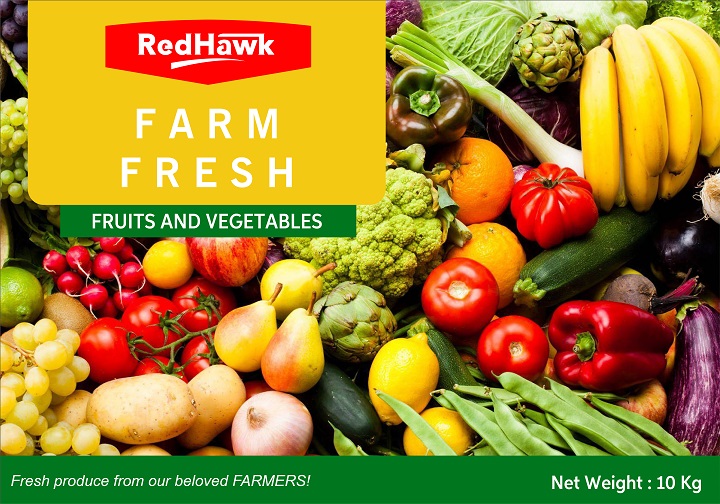 RedHawk
FARM
FRESH
FRUITS AND VEGETABLES
Fresh produce from our beloved FARMERS!
Net Weight : 10 Kg